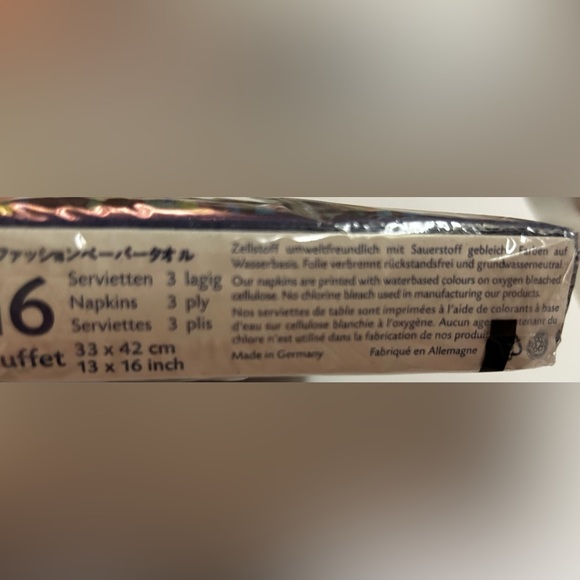 ファッションペーパータオル
16
Servietten 3 lagig
Napkins 3 ply
Serviettes 3 plis
uffet 33 x 42 cm
13 x 16 inch
Zellstoff umweltfreundlich mit Sauerstoff gebleicht. Farben auf
Wasserbasis. Folie verbrennt rückstandsfrei und grundwasserneutral.
Our napkins are printed with waterbased colours on oxygen bleached
cellulose. No chlorine bleach used in manufacturing our products.
Nos serviettes de table sont imprimées à l'aide de colorants à base
d'eau sur cellulose blanchie à l'oxygène. Aucun age tenant du
chlore n'est utilisé dans la fabrication de nos produi
Made in Germany Fabriqué en Allemagne